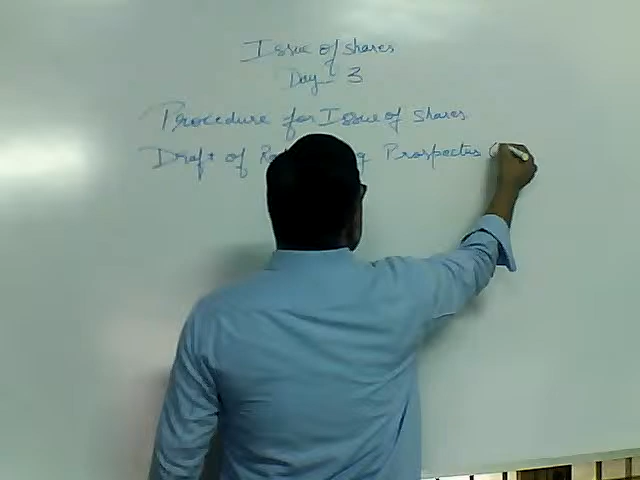 Issue of shares
Day - 3
Procedure for Issue of Shares
Draft of Prospectus (